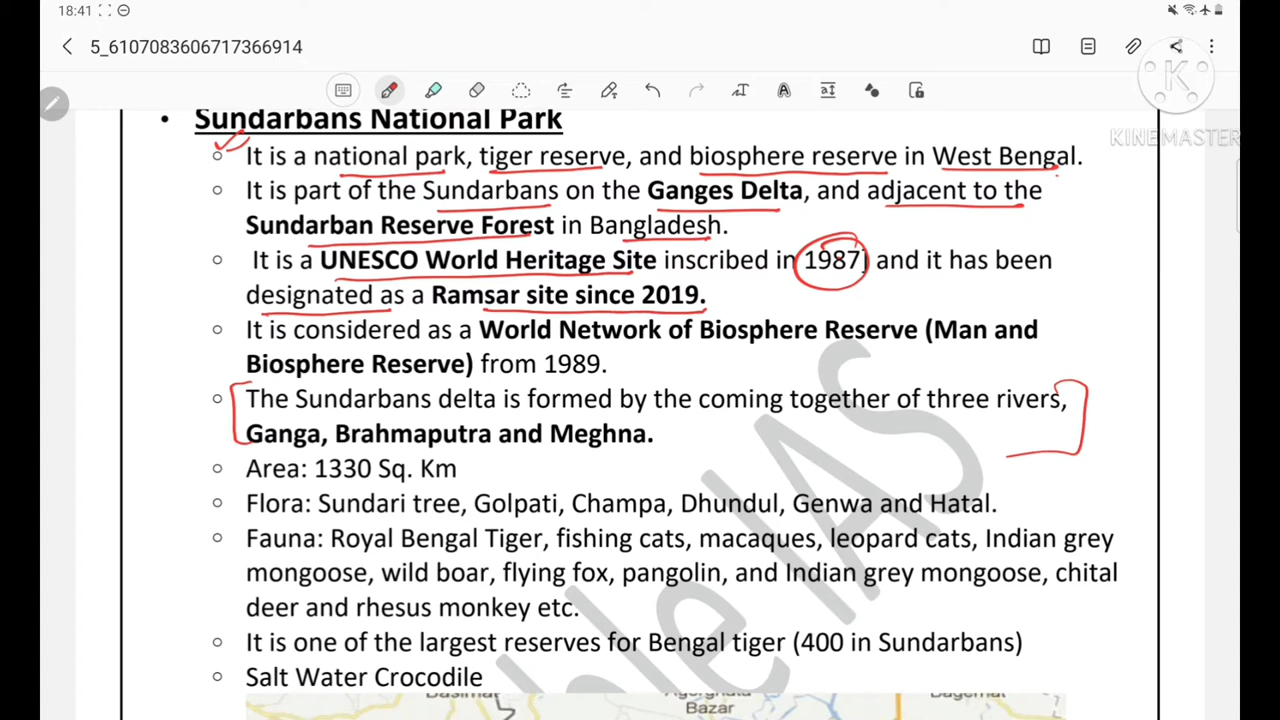 18:41
5_6107083606717366914
K
KINEMASTER
• Sundarbans National Park
○ It is a national park, tiger reserve, and biosphere reserve in West Bengal.
○ It is part of the Sundarbans on the Ganges Delta, and adjacent to the
Sundarban Reserve Forest in Bangladesh.
○ It is a UNESCO World Heritage Site inscribed in 1987] and it has been
designated as a Ramsar site since 2019.
○ It is considered as a World Network of Biosphere Reserve (Man and
Biosphere Reserve) from 1989.
○ The Sundarbans delta is formed by the coming together of three rivers,
Ganga, Brahmaputra and Meghna.
○ Area: 1330 Sq. Km
○ Flora: Sundari tree, Golpati, Champa, Dhundul, Genwa and Hatal.
○ Fauna: Royal Bengal Tiger, fishing cats, macaques, leopard cats, Indian grey
mongoose, wild boar, flying fox, pangolin, and Indian grey mongoose, chital
deer and rhesus monkey etc.
○ It is one of the largest reserves for Bengal tiger (400 in Sundarbans)
○ Salt Water Crocodile
Bazar
IAS